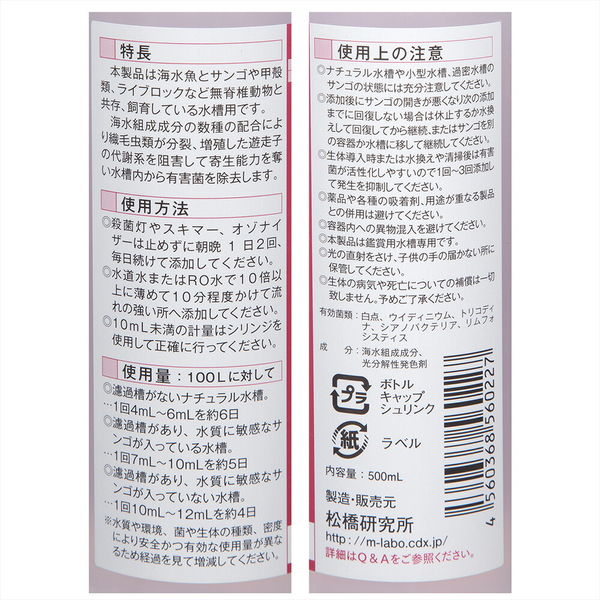 特長
本製品は海水魚とサンゴや甲殻
類、ライブロックなど無脊椎動物と
共存、飼育している水槽用です。
海水組成成分の数種の配合によ
り繊毛虫類が分裂、増殖した遊走子
の代謝系を阻害して寄生能力を奪
い水槽内から有害菌を除去します。
使用方法
◎殺菌灯やスキマー、オゾナイ
ザーは止めずに朝晩1日2回、
毎日続けて添加してください。
◎水道水またはRO水で10倍以
上に薄めて10分程度かけて流
れの強い所へ添加してください。
◎10mL未満の計量はシリンジを
使用して正確に行ってください。
使用量：100Lに対して
◎濾過槽がないナチュラル水槽。
…1回4mL～6mLを約6日
◎濾過槽があり、水質に敏感な
サンゴが入っている水槽。
…1回7mL～10mLを約5日
◎濾過槽があり、水質に敏感な
サンゴが入っていない水槽。
…1回10mL～12mLを約4日
※水質や環境、菌や生体の種類、密度
により安全かつ有効な使用量が異な
るため経過を見て増減してください。
使用上の注意
◎ナチュラル水槽や小型水槽、過密水槽の
サンゴの状態には充分注意してください。
◎添加後にサンゴの開きが悪くなり次の添加
までに回復しない場合は休止するか水換
えして回復してから継続、またはサンゴを別
の容器か水槽に移して継続してください。
◎生体導入時または水換えや清掃後は有害
菌が活性化しやすいので1回～3回添加し
て発生を抑制してください。
◎薬品や各種の吸着剤、用途が重なる製品
との併用は避けてください。
◎容器内への異物混入を避けてください。
◎本製品は鑑賞用水槽専用です。
◎光の直射をさけ、子供の手の届かない所に
保管してください。
◎生体の病気や死亡についての補償は一切
致しません。予めご了承ください。
有効菌類：白点、ウイディニウム、トリコディ
ナ、シアノバクテリア、リムフォ
システィス
成　分：海水組成成分、
光分解性発色剤
プラ
ボトル
キャップ
シュリンク
紙
ラベル
内容量：500mL
製造・販売元
松橋研究所
http://m-labo.cdx.jp/
詳細はQ&Aをご参照ください。
4560368560227